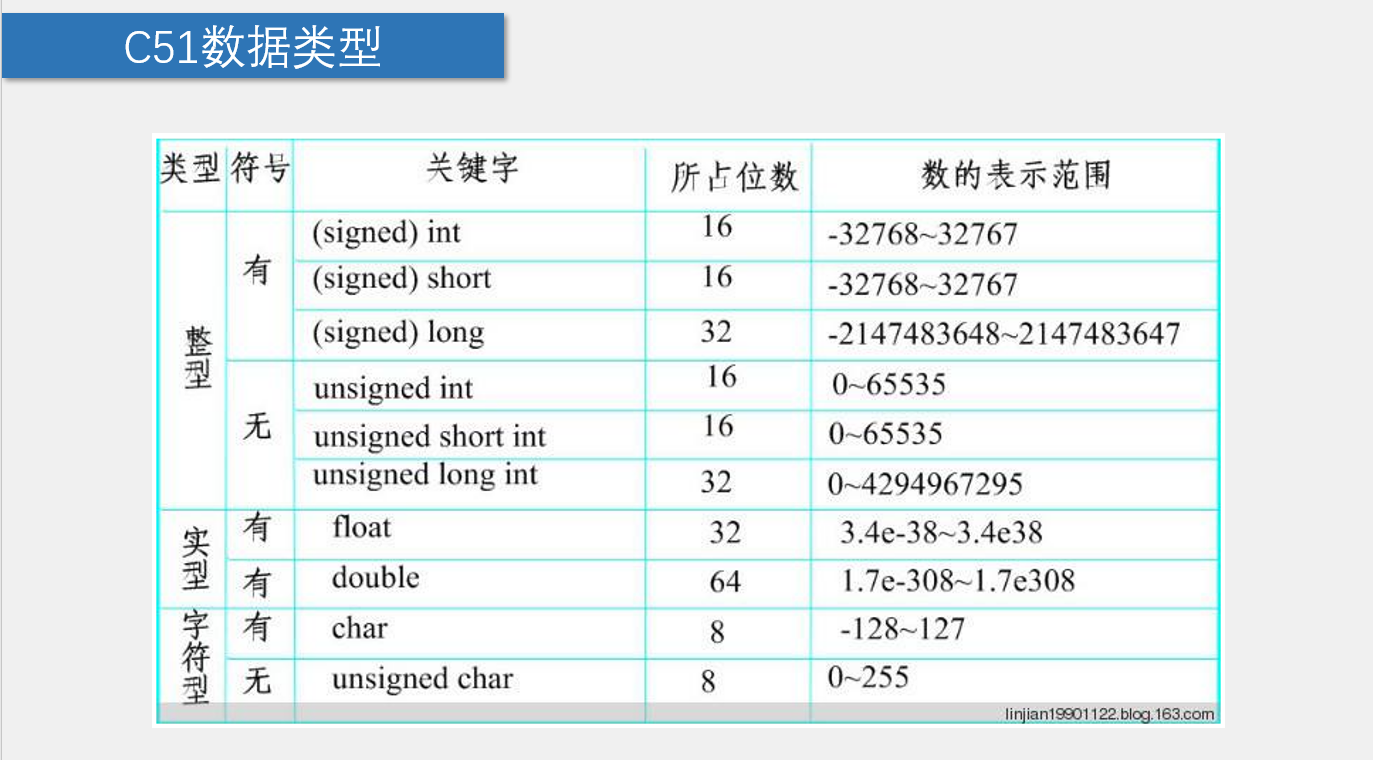 C51数据类型
类型 符号 关键字 所占位数 数的表示范围
整型 有 (signed) int 16 -32768~32767
(signed) short 16 -32768~32767
(signed) long 32 -2147483648~2147483647
无 unsigned int 16 0~65535
unsigned short int 16 0~65535
unsigned long int 32 0~4294967295
实型 有 float 32 3.4e-38~3.4e38
有 double 64 1.7e-308~1.7e308
字符型 有 char 8 -128~127
无 unsigned char 8 0~255
linjian19901122.blog.163.com